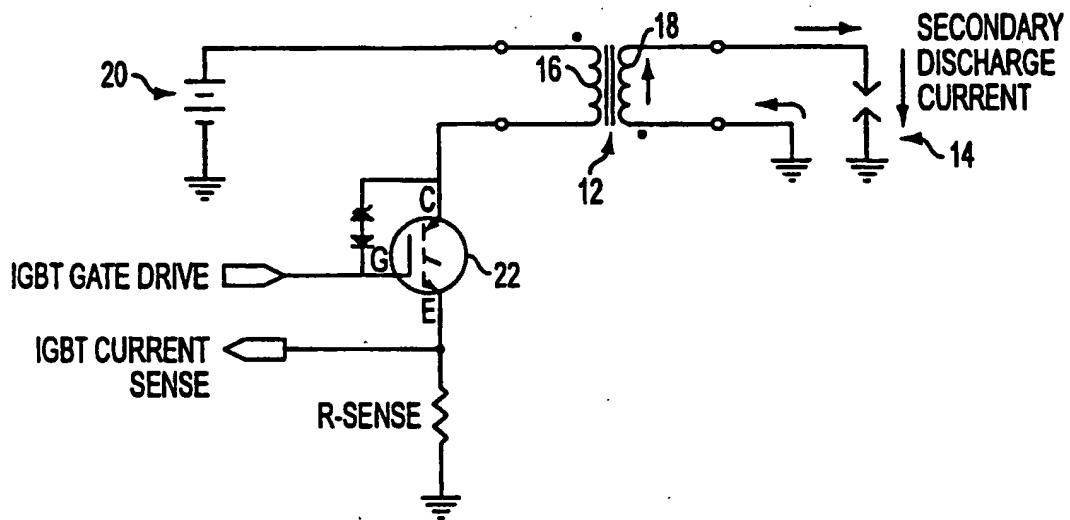 SECONDARY
DISCHARGE
CURRENT
18
16
20
14
12
C
G
22
E
IGBT GATE DRIVE
IGBT CURRENT
SENSE
R-SENSE